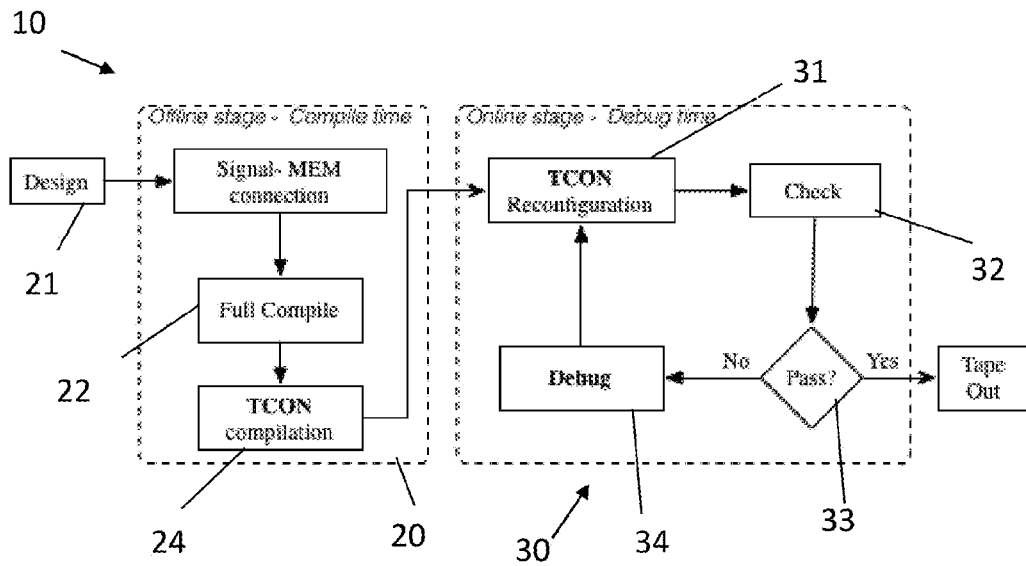 10
31
Offline stage - Compile time
Online stage - Debug time
Design
Signal- MEM
connection
TCON
Reconfiguration
Check
21
32
Full Compile
22
Debug
No
Pass?
Yes
Tape
Out
TCON
compilation
24
20
30
34
33